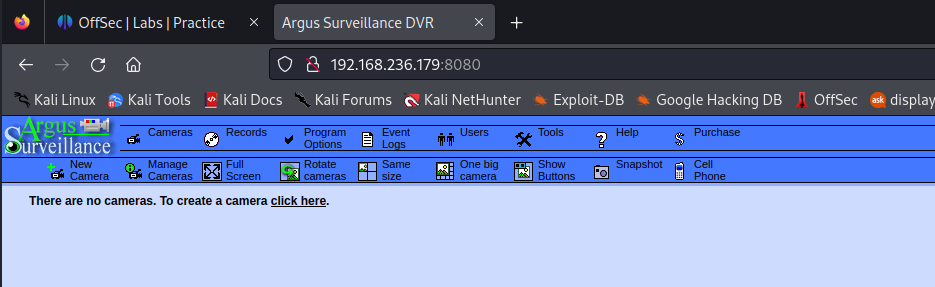 OffSec | Labs | Practice
Argus Surveillance DVR
192.168.236.179:8080
Kali Linux Kali Tools Kali Docs Kali Forums Kali NetHunter Exploit-DB Google Hacking DB OffSec ask display
Argus
Surveillance
Cameras Records Program Options Event Logs Users Tools Help Purchase
New Camera Manage Cameras Full Screen Rotate cameras Same size One big camera Show Buttons Snapshot Cell Phone
There are no cameras. To create a camera click here.